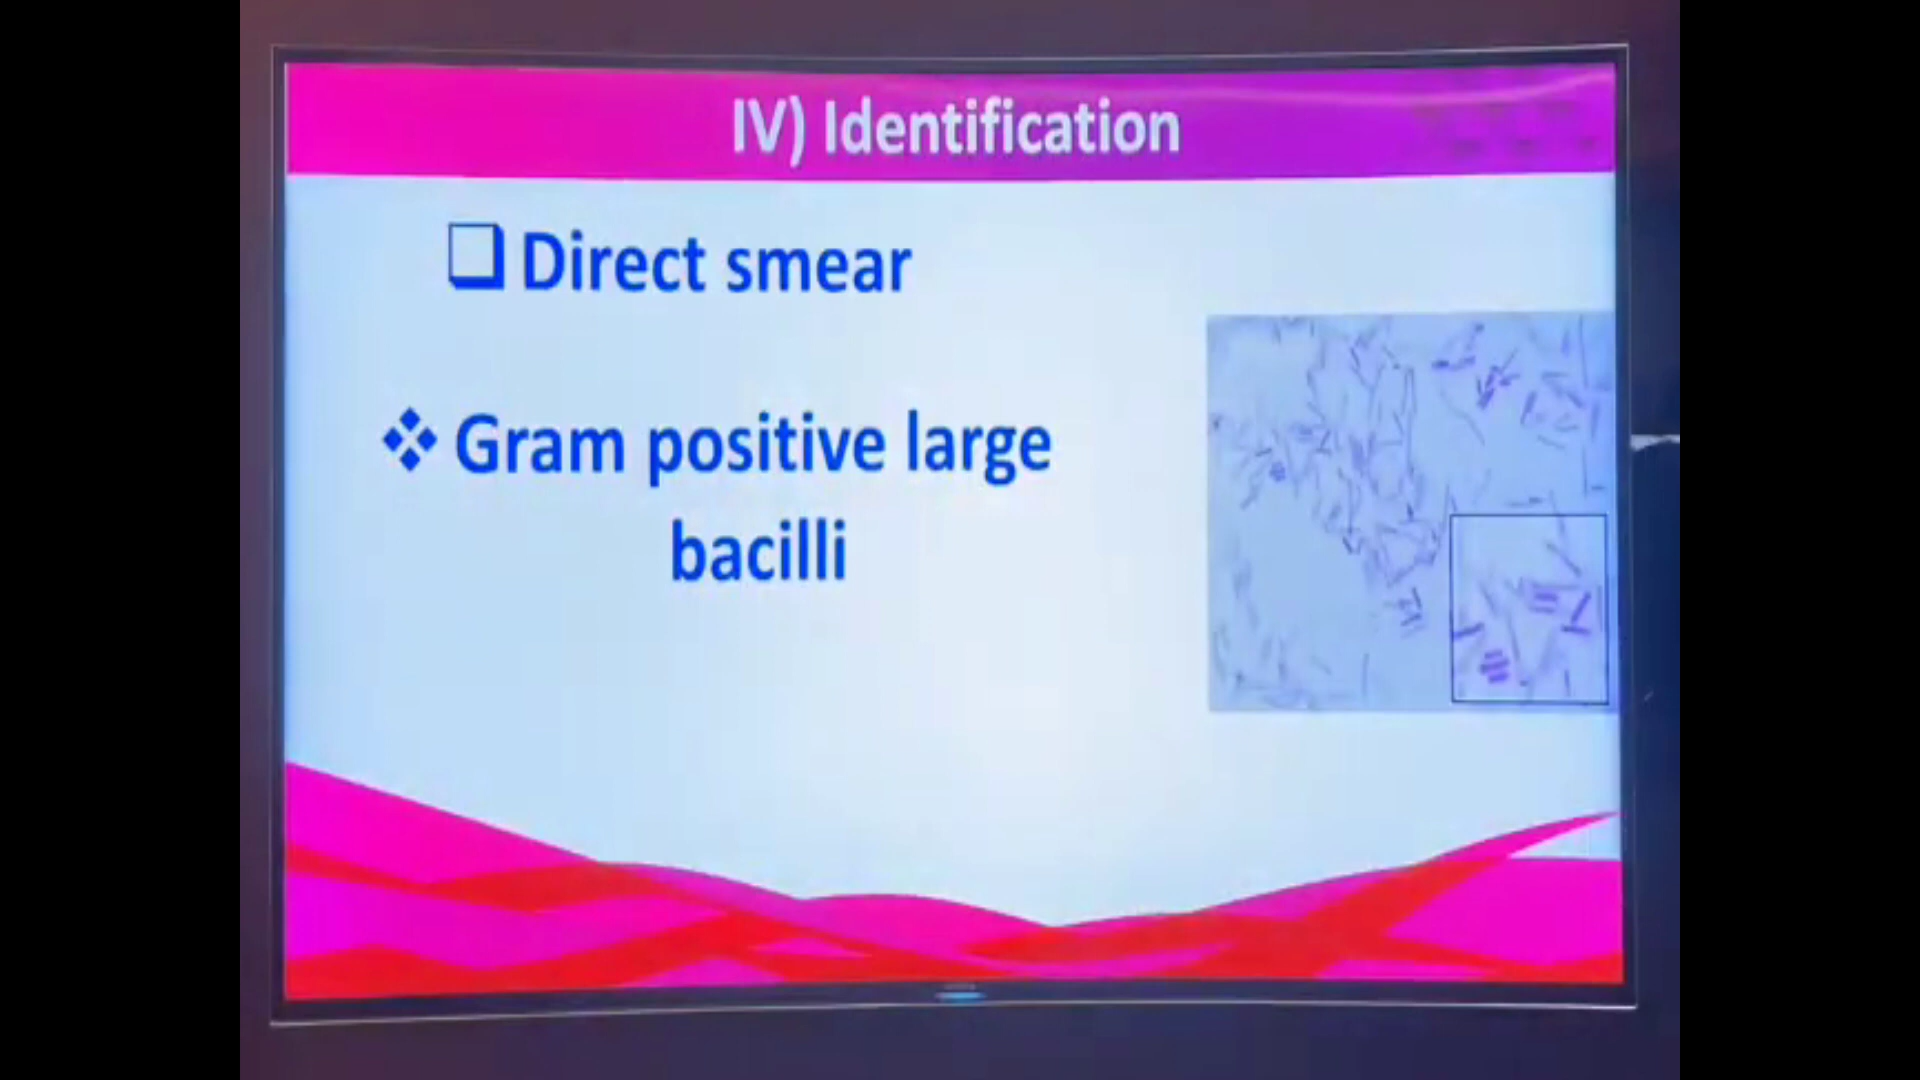 IV) Identification
Direct smear
Gram positive large
bacilli